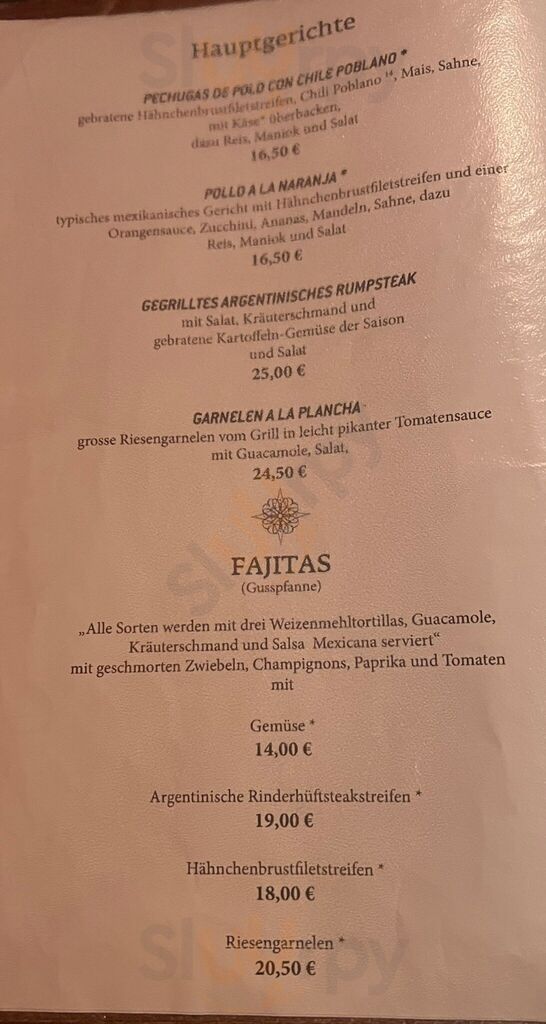 Hauptgerichte
PECHUGAS DE POLO CON CHILE POBLANO *
gebratene Hähnchenbrustfiletstreifen, Chili Poblano ¹⁴, Mais, Sahne,
mit Käse* überbacken,
dazu Reis, Maniok und Salat
16,50 €
POLLO A LA NARANJA *
typisches mexikanisches Gericht mit Hähnchenbrustfiletstreifen und einer
Orangensauce, Zucchini, Ananas, Mandeln, Sahne, dazu
Reis, Maniok und Salat
16,50 €
GEGRILLTES ARGENTINISCHES RUMPSTEAK
mit Salat, Kräuterschmand und
gebratene Kartoffeln-Gemüse der Saison
und Salat
25,00 €
GARNELEN A LA PLANCHA
grosse Riesengarnelen vom Grill in leicht pikanter Tomatensauce
mit Guacamole, Salat,
24,50 €
FAJITAS
(Gusspfanne)
„Alle Sorten werden mit drei Weizenmehltortillas, Guacamole,
Kräuterschmand und Salsa Mexicana serviert“
mit geschmorten Zwiebeln, Champignons, Paprika und Tomaten
mit
Gemüse *
14,00 €
Argentinische Rinderhüftsteakstreifen *
19,00 €
Hähnchenbrustfiletstreifen *
18,00 €
Riesengarnelen *
20,50 €